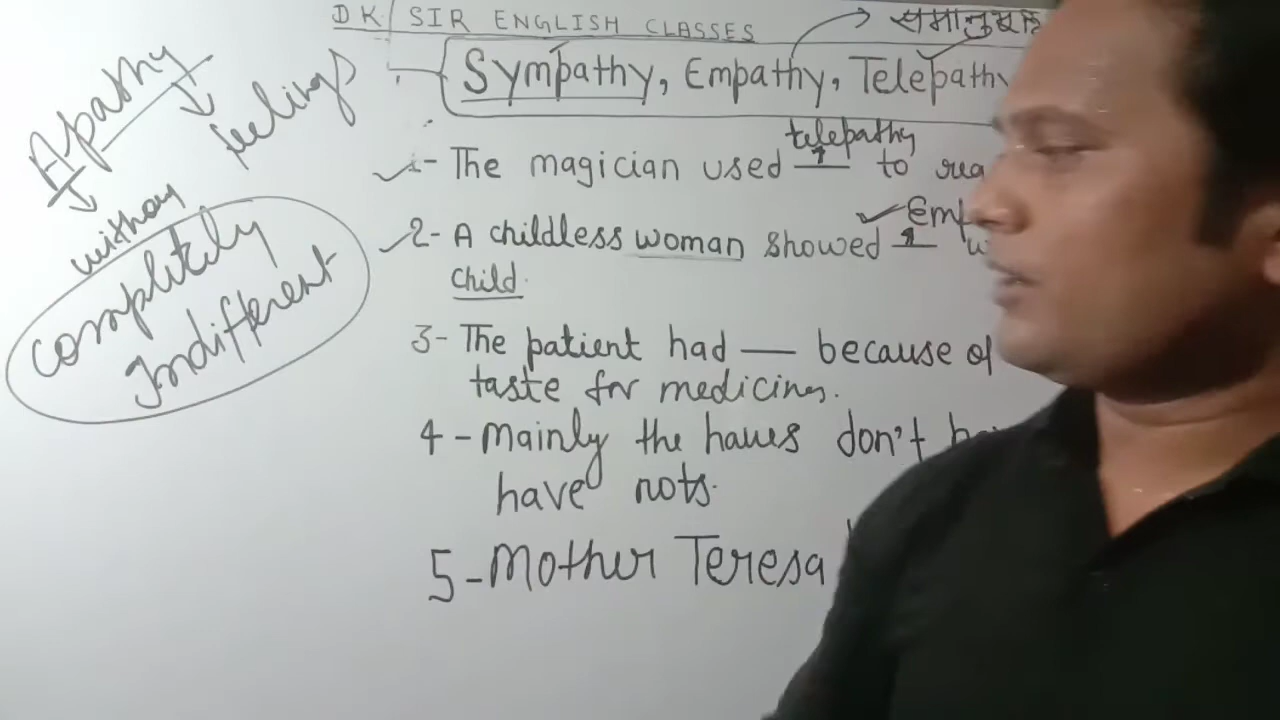 DK SIR ENGLISH CLASSES
Sympathy, Empathy, Telepathy
Apathy
feelings
without
completely
Indifferent
telepathy
1- The magician used — to rea
Emp
2- A childless woman showed — w
child.
3- The patient had — because of
taste for medicines.
4 - Mainly the haves don't
have nots.
5 - Mother Teresa